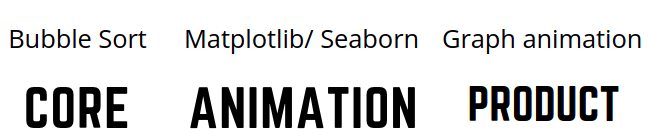 Bubble Sort Matplotlib/ Seaborn Graph animation
CORE ANIMATION PRODUCT